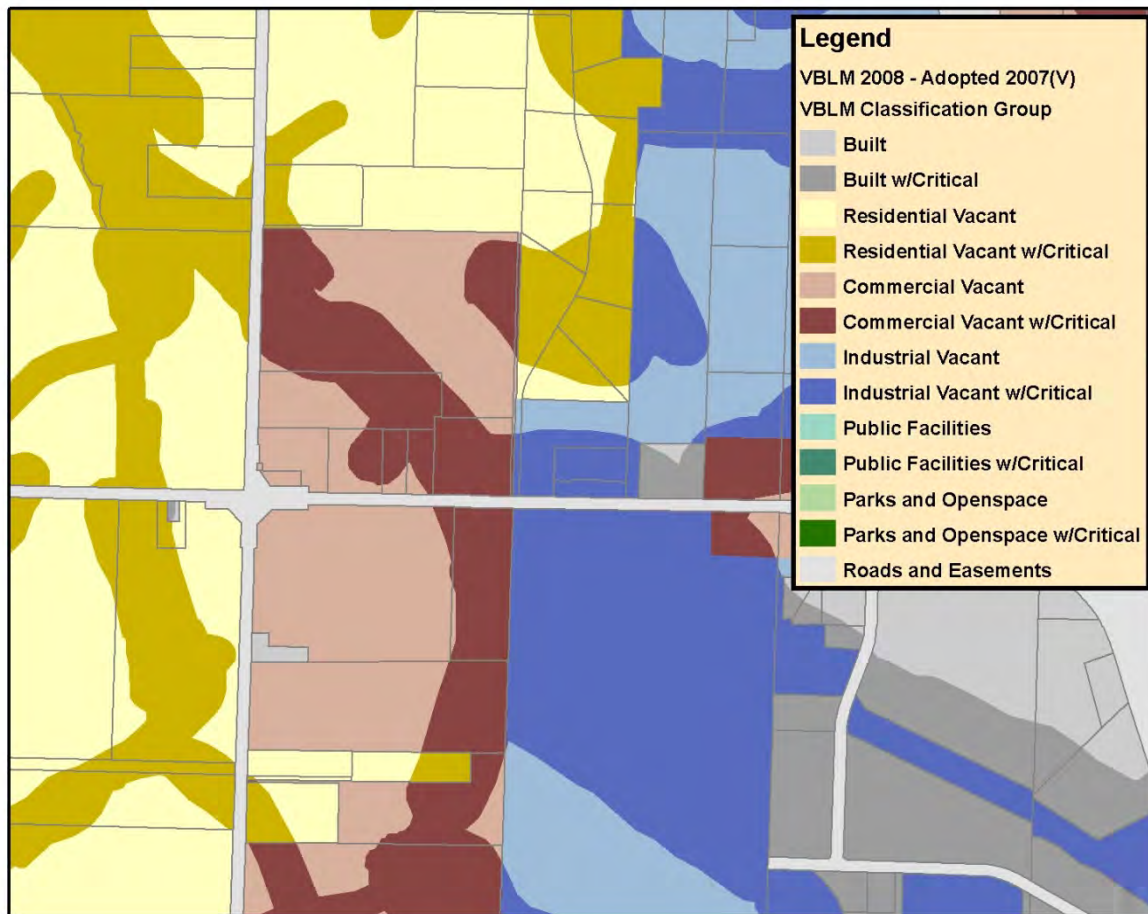 Legend
VBLM 2008 - Adopted 2007(V)
VBLM Classification Group
Built
Built w/Critical
Residential Vacant
Residential Vacant w/Critical
Commercial Vacant
Commercial Vacant w/Critical
Industrial Vacant
Industrial Vacant w/Critical
Public Facilities
Public Facilities w/Critical
Parks and Openspace
Parks and Openspace w/Critical
Roads and Easements